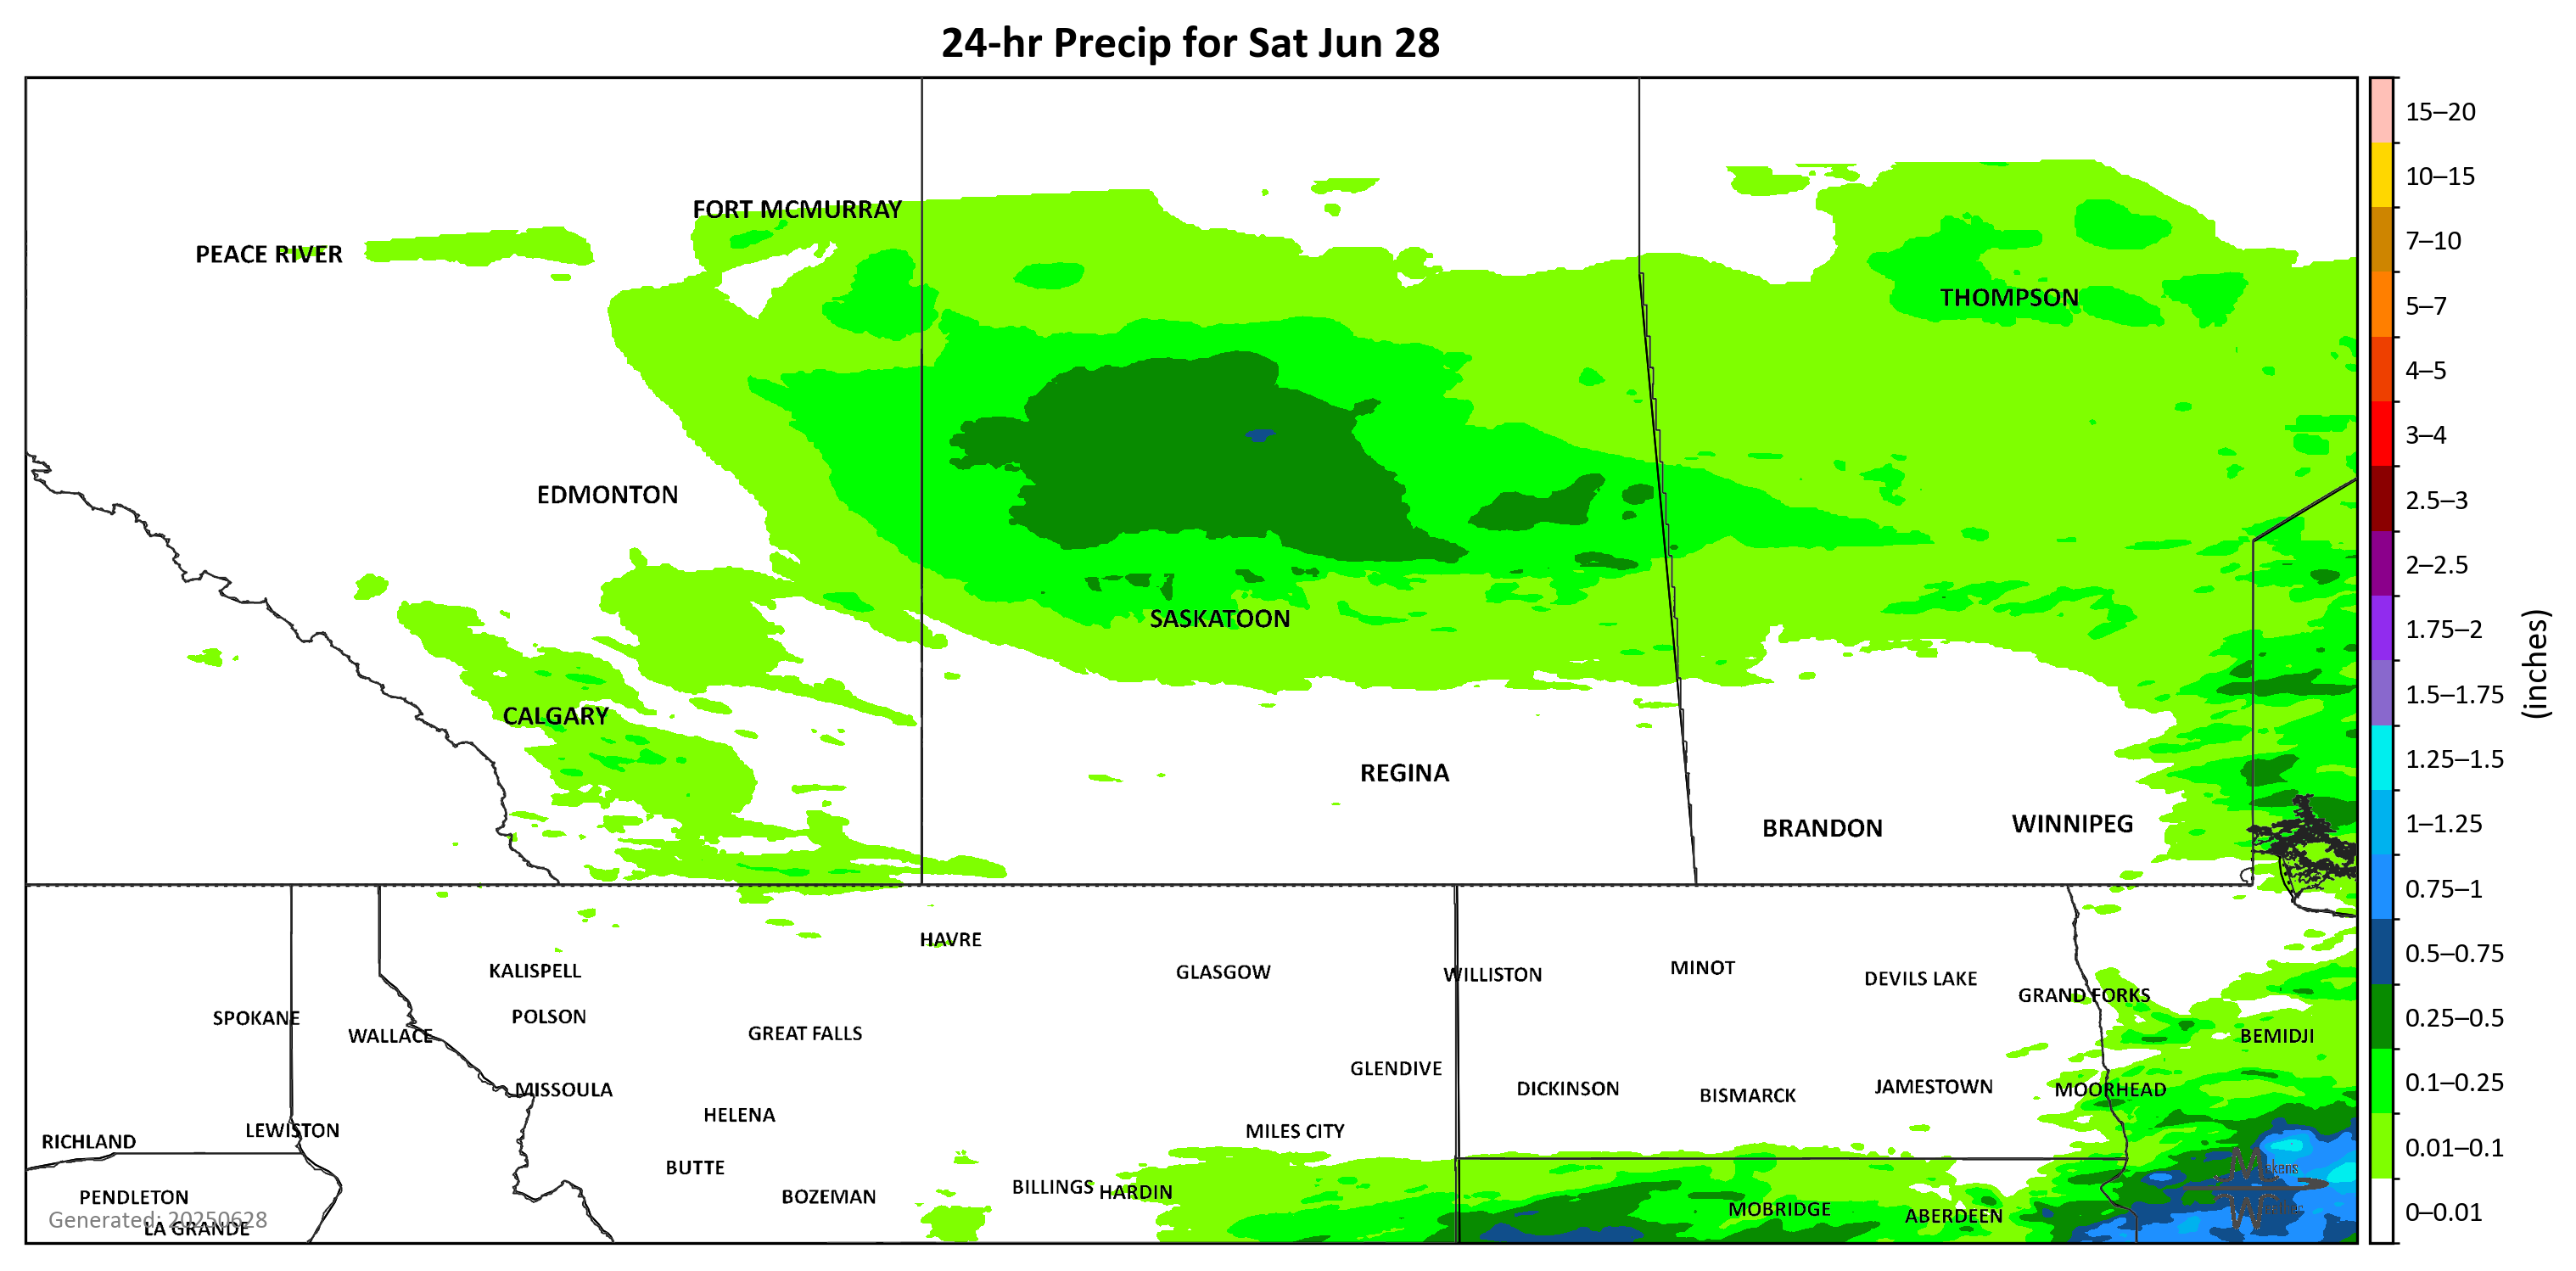 24-hr Precip for Sat Jun 28
FORT MCMURRAY
PEACE RIVER
THOMPSON
EDMONTON
SASKATOON
CALGARY
REGINA
BRANDON
WINNIPEG
HAVRE
KALISPELL
GLASGOW
WILLISTON
MINOT
DEVILS LAKE
GRAND FORKS
SPOKANE
POLSON
WALLACE
GREAT FALLS
BEMIDJI
GLENDIVE
MISSOULA
DICKINSON
BISMARCK
JAMESTOWN
MOORHEAD
HELENA
RICHLAND
LEWISTON
MILES CITY
BUTTE
PENDLETON
BOZEMAN
BILLINGS
HARDIN
MOBRIDGE
ABERDEEN
Generated: 20250628
LA GRANDE
15–20
10–15
7–10
5–7
4–5
3–4
2.5–3
2–2.5
1.75–2
1.5–1.75
1.25–1.5
1–1.25
0.75–1
0.5–0.75
0.25–0.5
0.1–0.25
0.01–0.1
0–0.01
(inches)